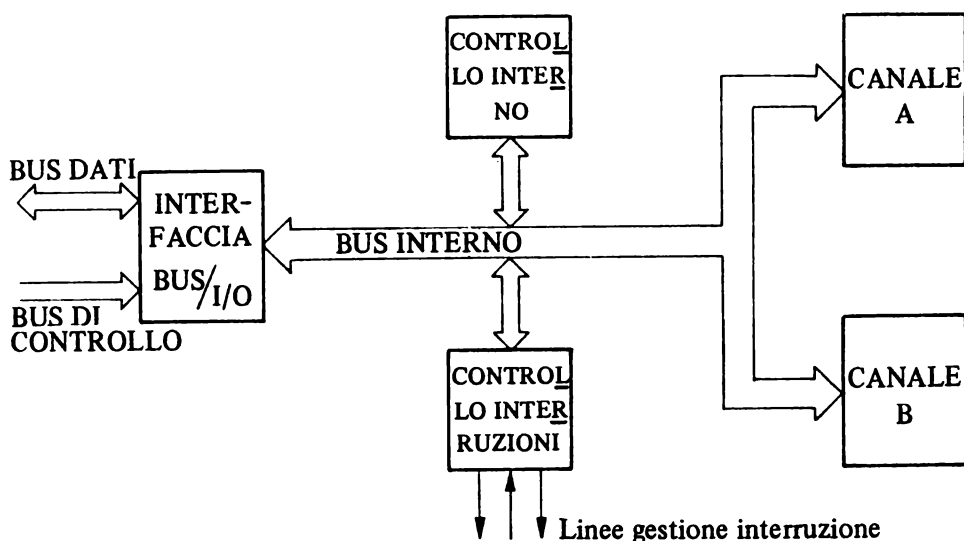 CONTROL
LO INTER
NO
CANALE
A
BUS DATI
INTER-
FACCIA
BUS/I/O
BUS INTERNO
BUS DI
CONTROLLO
CONTROL
LO INTER
RUZIONI
CANALE
B
Linee gestione interruzione